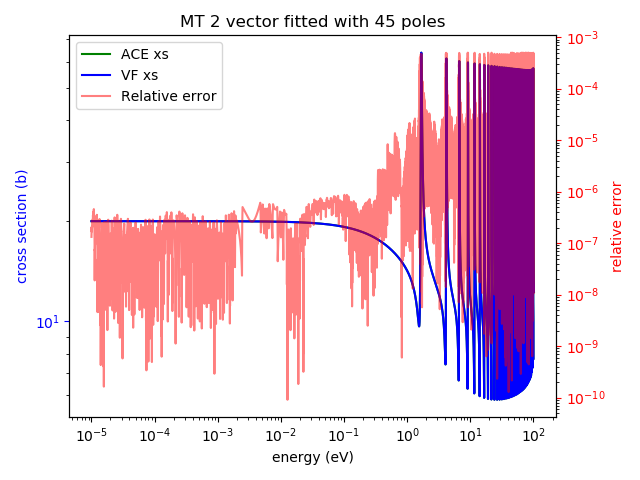 MT 2 vector fitted with 45 poles
ACE xs
VF xs
Relative error
cross section (b)
10^1
10^-3
10^-4
10^-5
10^-6
10^-7
10^-8
10^-9
10^-10
relative error
10^-5 10^-4 10^-3 10^-2 10^-1 10^0 10^1 10^2
energy (eV)